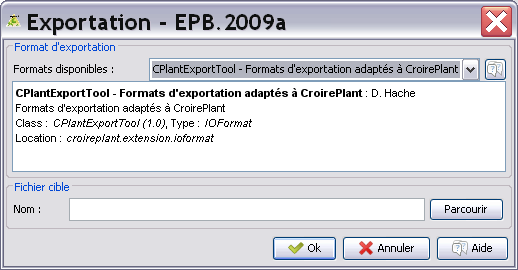 Exportation - EPB.2009a
Format d'exportation
Formats disponibles :
CPlantExportTool - Formats d'exportation adaptés à CroirePlant
CPlantExportTool - Formats d'exportation adaptés à CroirePlant : D. Hache
Formats d'exportation adaptés à CroirePlant
Class : CPlantExportTool (1.0), Type : IOFormat
Location : croireplant.extension.ioformat
Fichier cible
Nom :
Parcourir
Ok
Annuler
Aide